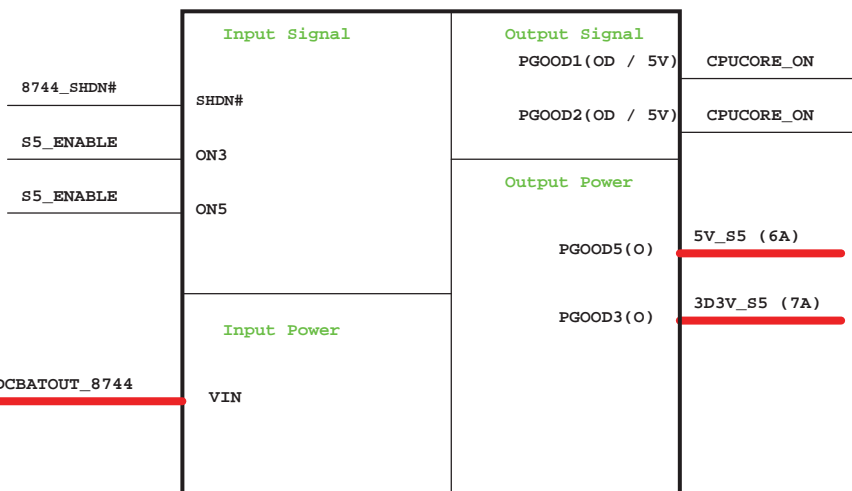 Input Signal
Output Signal
PGOOD1(OD / 5V)
CPUCORE_ON
8744_SHDN#
SHDN#
PGOOD2(OD / 5V)
CPUCORE_ON
S5_ENABLE
ON3
Output Power
S5_ENABLE
ON5
PGOOD5(O)
5V_S5 (6A)
PGOOD3(O)
3D3V_S5 (7A)
Input Power
DCBATOUT_8744
VIN